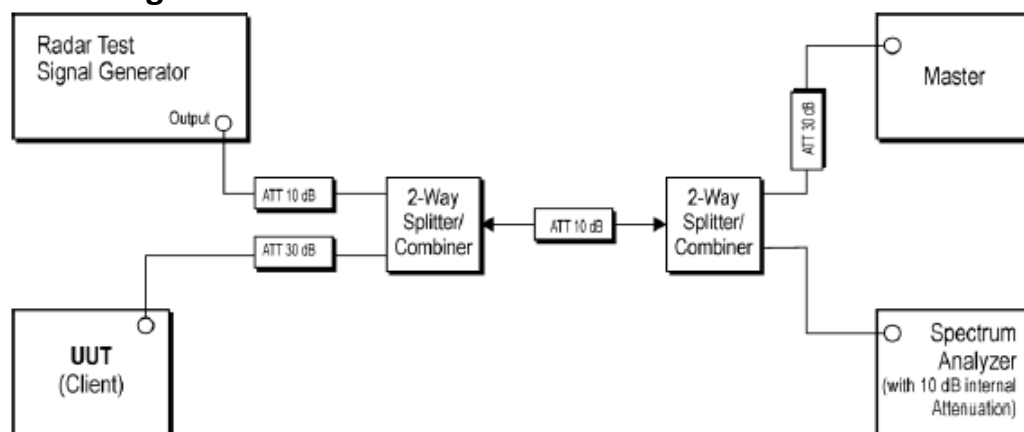 Radar Test
Signal Generator
Output
ATT 10 dB
ATT 30 dB
2-Way
Splitter/
Combiner
ATT 10 dB
2-Way
Splitter/
Combiner
ATT 30 dB
Master
UUT
(Client)
Spectrum
Analyzer
(with 10 dB internal
Attenuation)